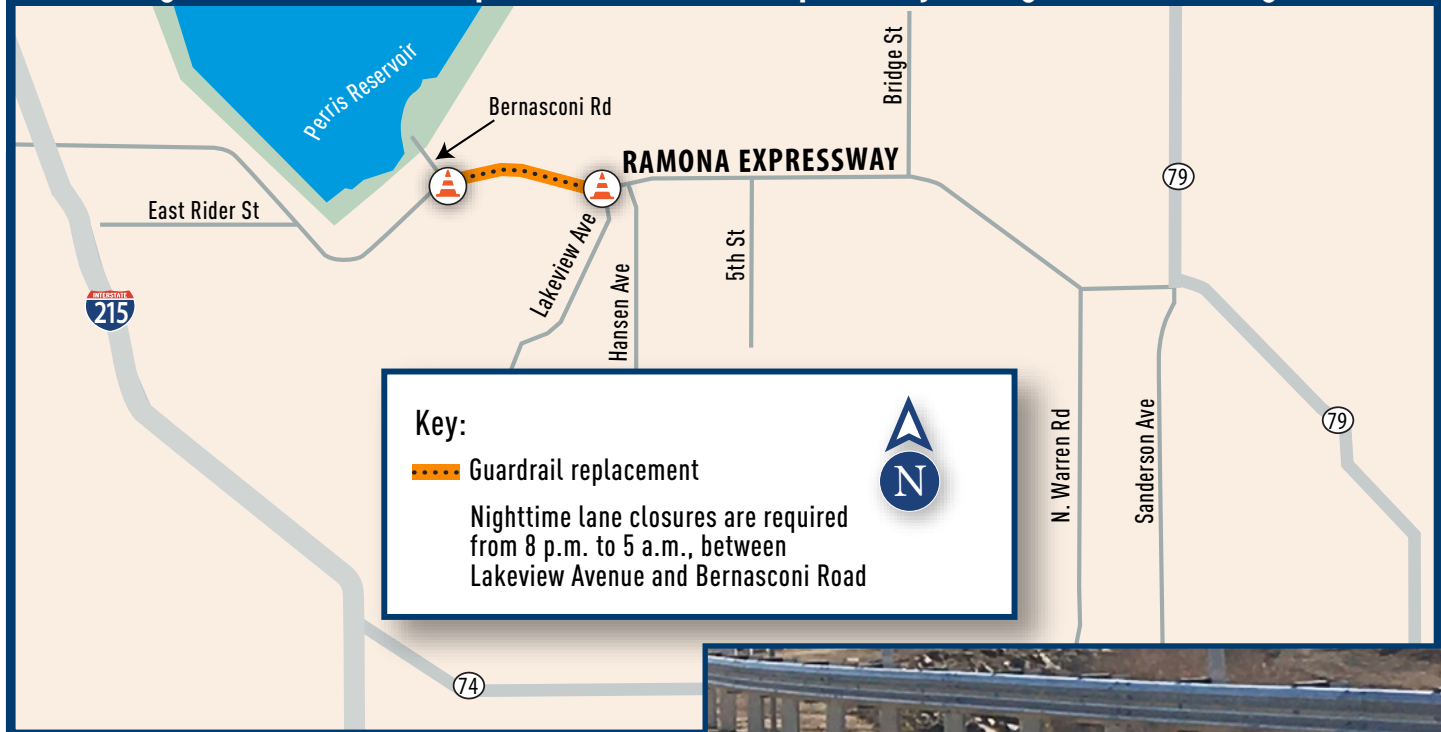 Perris Reservoir
Bernasconi Rd
Bridge St
RAMONA EXPRESSWAY
79
East Rider St
Lakeview Ave
Hansen Ave
5th St
INTERSTATE
215
Key:
Guardrail replacement
Nighttime lane closures are required
from 8 p.m. to 5 a.m., between
Lakeview Avenue and Bernasconi Road
N
N. Warren Rd
Sanderson Ave
79
74